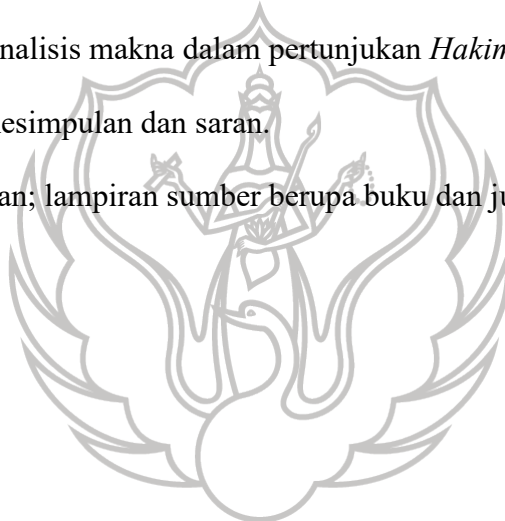 nalisis makna dalam pertunjukan Hakim
esimpulan dan saran.
an; lampiran sumber berupa buku dan ju